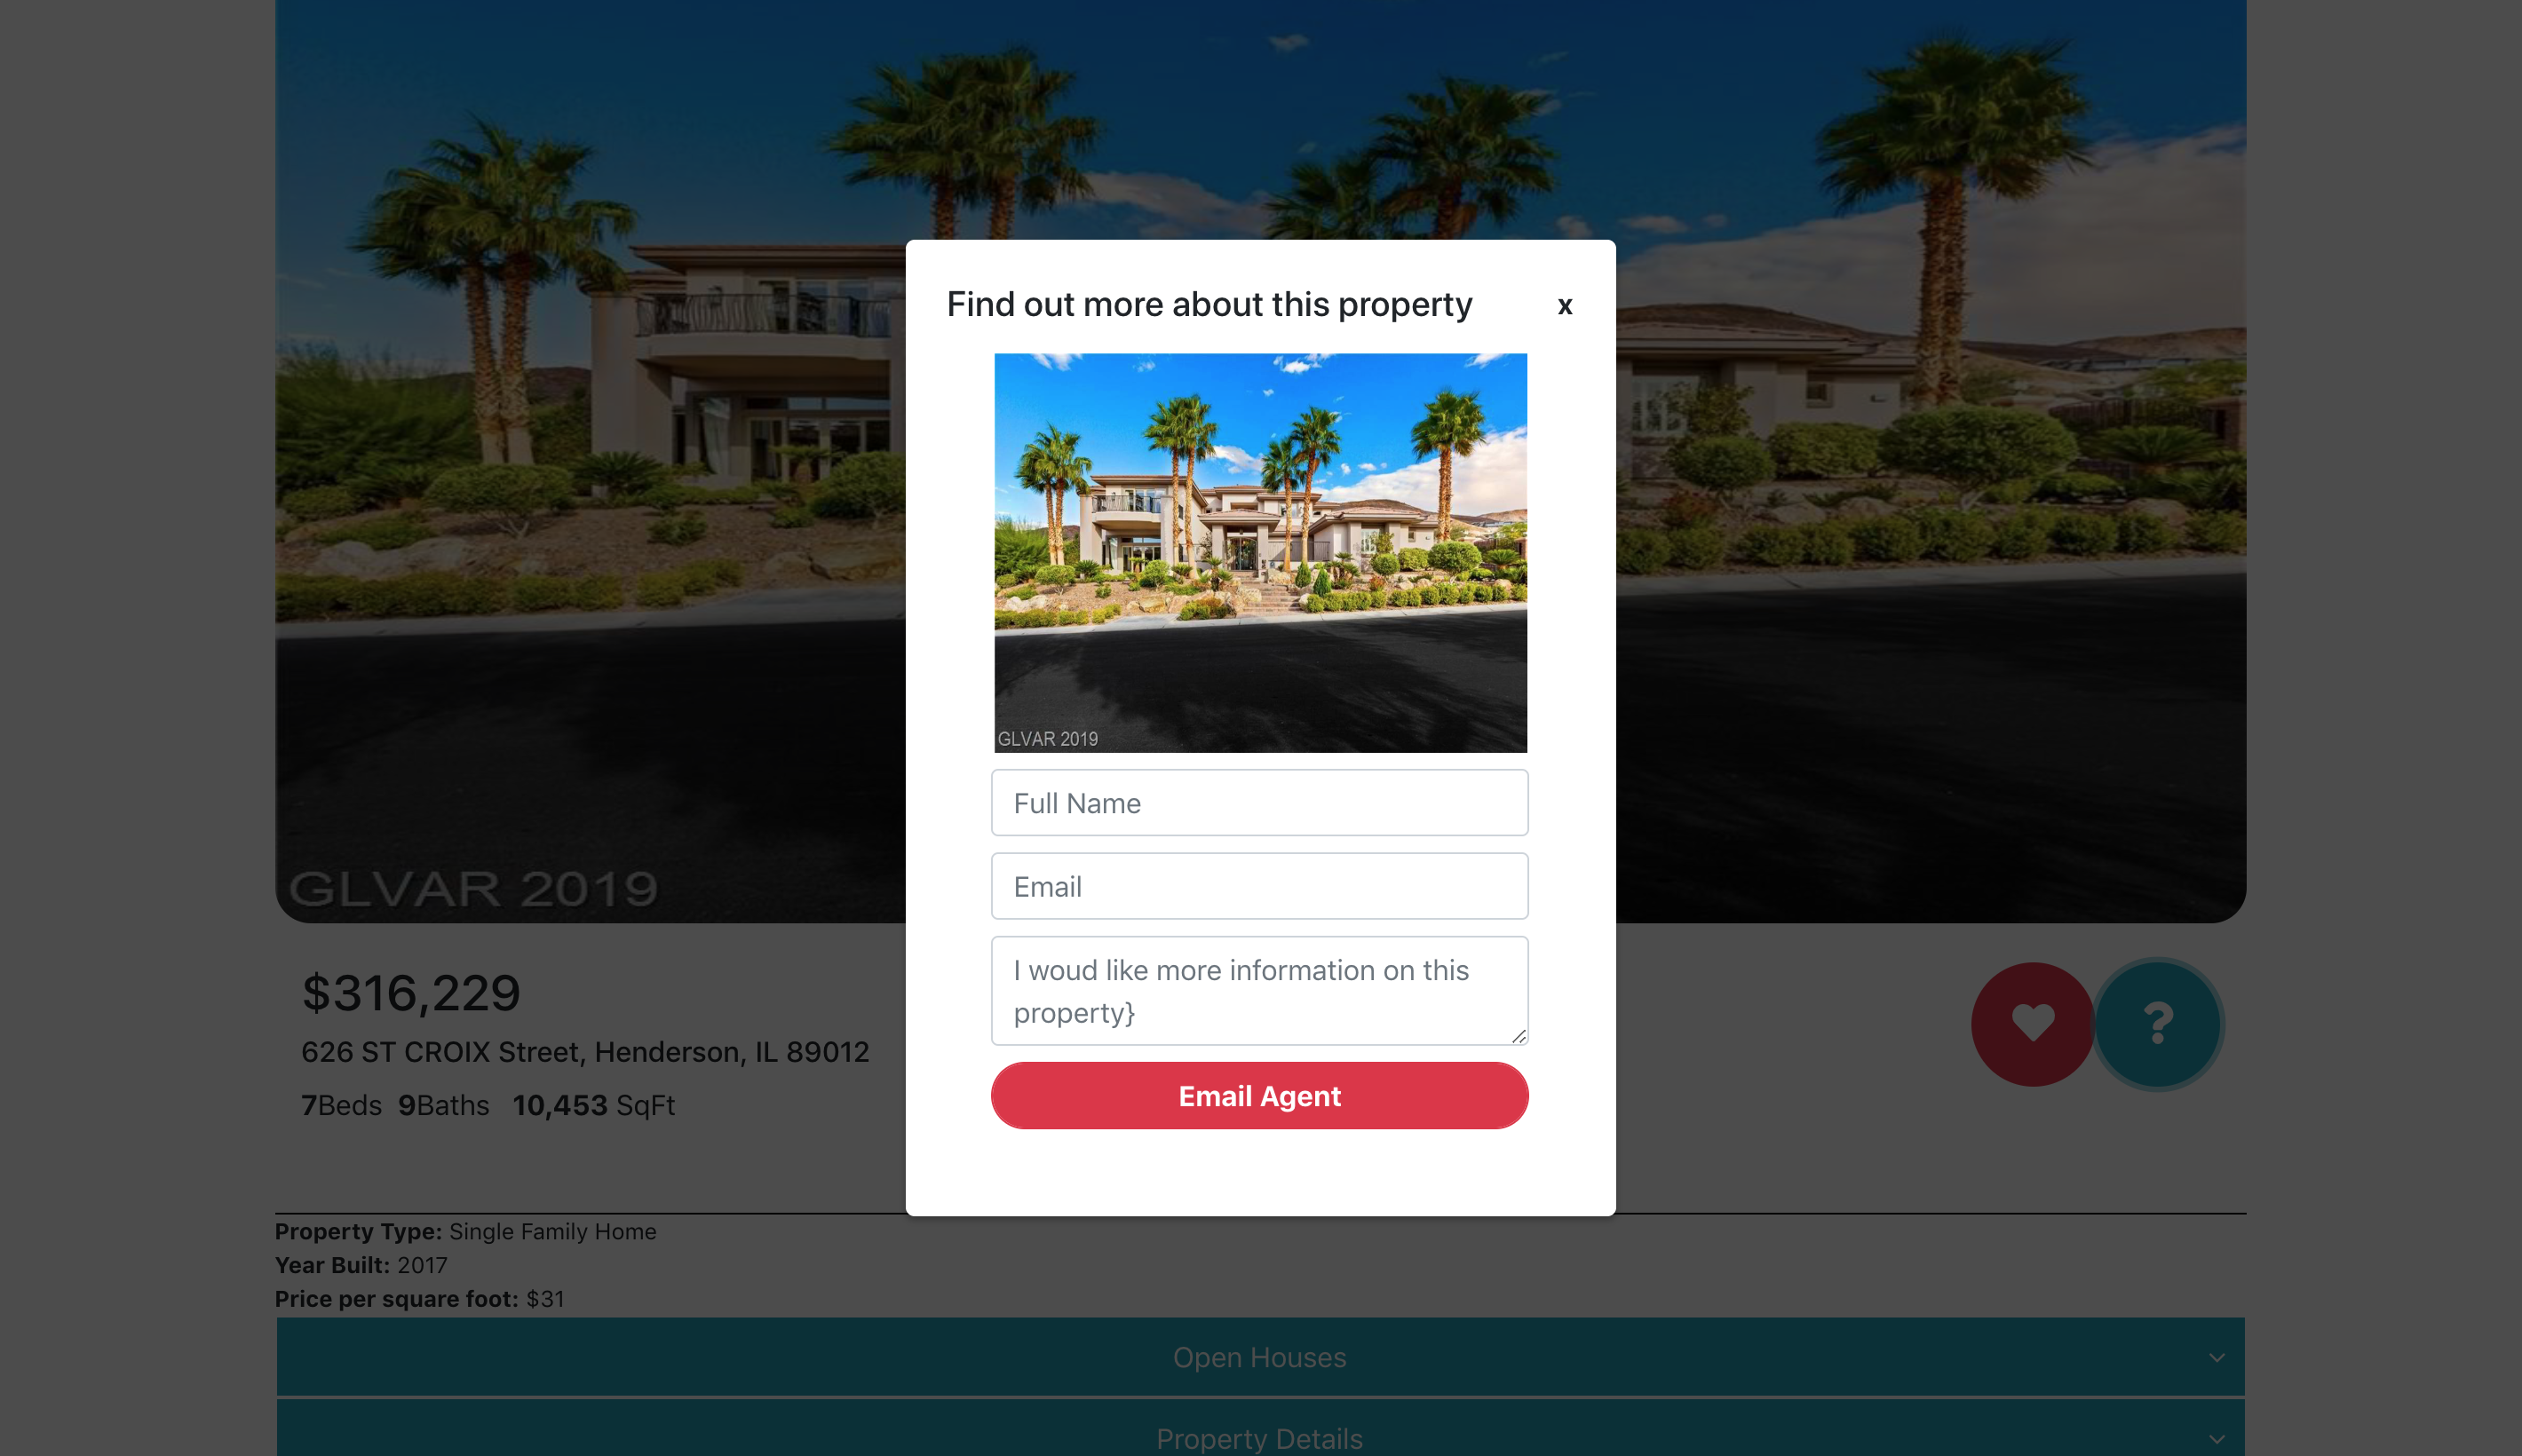 Find out more about this property
x
GLVAR 2019
Full Name
Email
I woud like more information on this
property}
Email Agent
GLVAR 2019
$316,229
626 ST CROIX Street, Henderson, IL 89012
7Beds 9Baths 10,453 SqFt
?
Property Type: Single Family Home
Year Built: 2017
Price per square foot: $31
Open Houses
Property Details